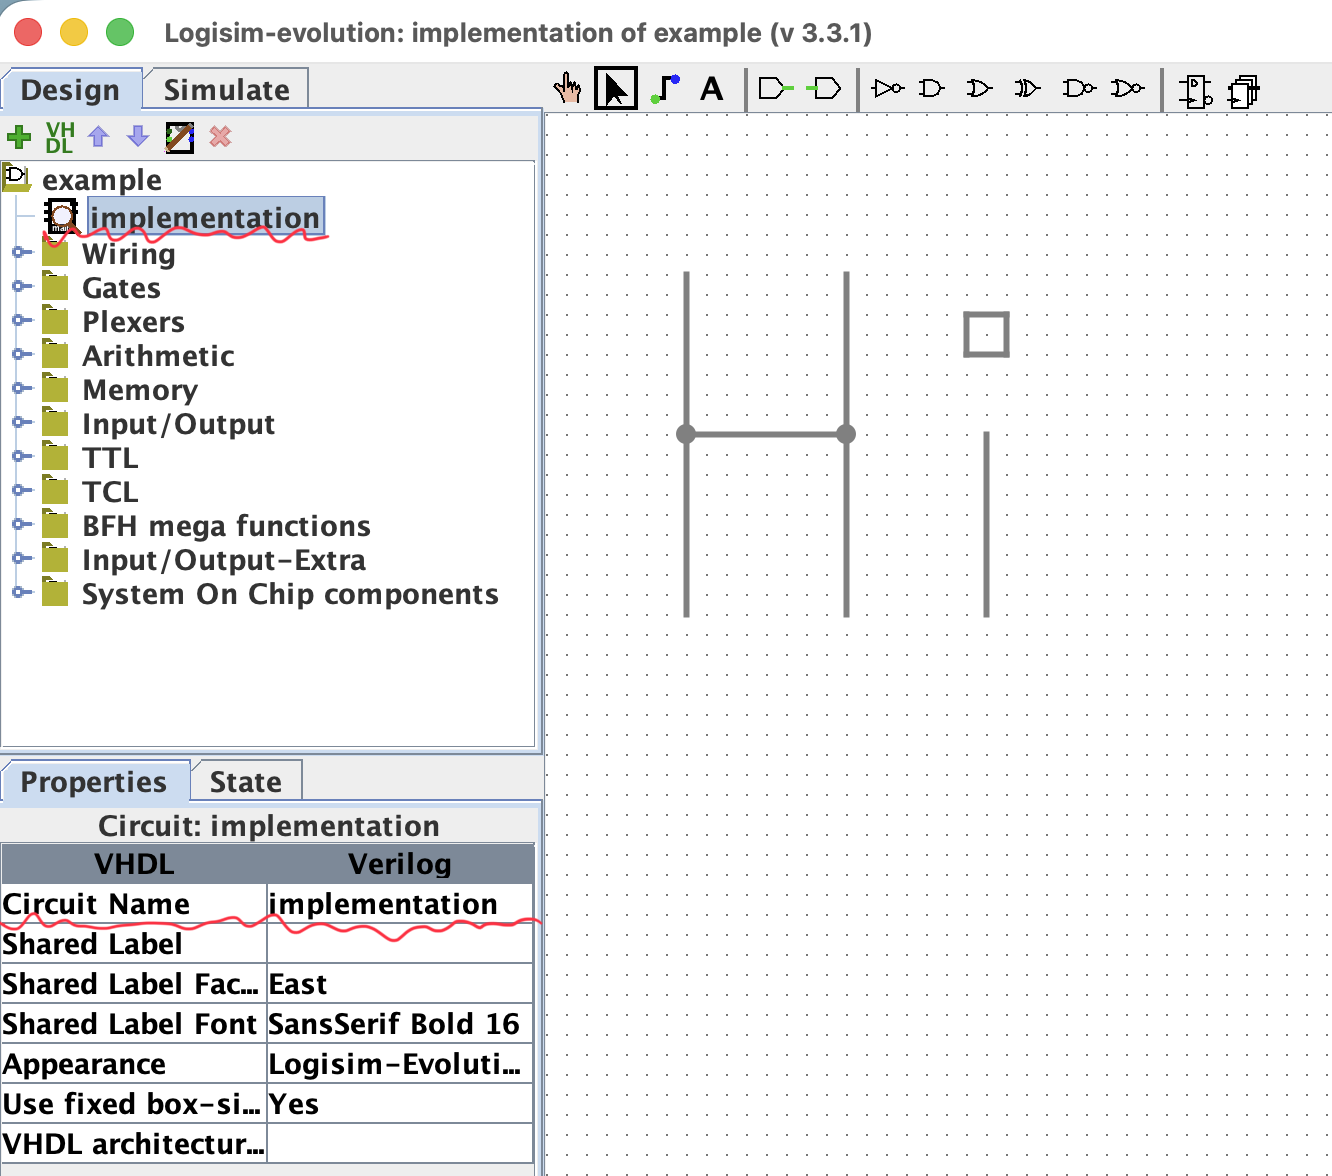 Logisim-evolution: implementation of example (v 3.3.1)
Design Simulate
A
VH
DL
example
main
implementation
Wiring
Gates
Plexers
Arithmetic
Memory
Input/Output
TTL
TCL
BFH mega functions
Input/Output-Extra
System On Chip components
Hi
Properties State
Circuit: implementation
VHDL Verilog
Circuit Name implementation
Shared Label
Shared Label Fac... East
Shared Label Font SansSerif Bold 16
Appearance Logisim-Evoluti...
Use fixed box-si... Yes
VHDL architectur...